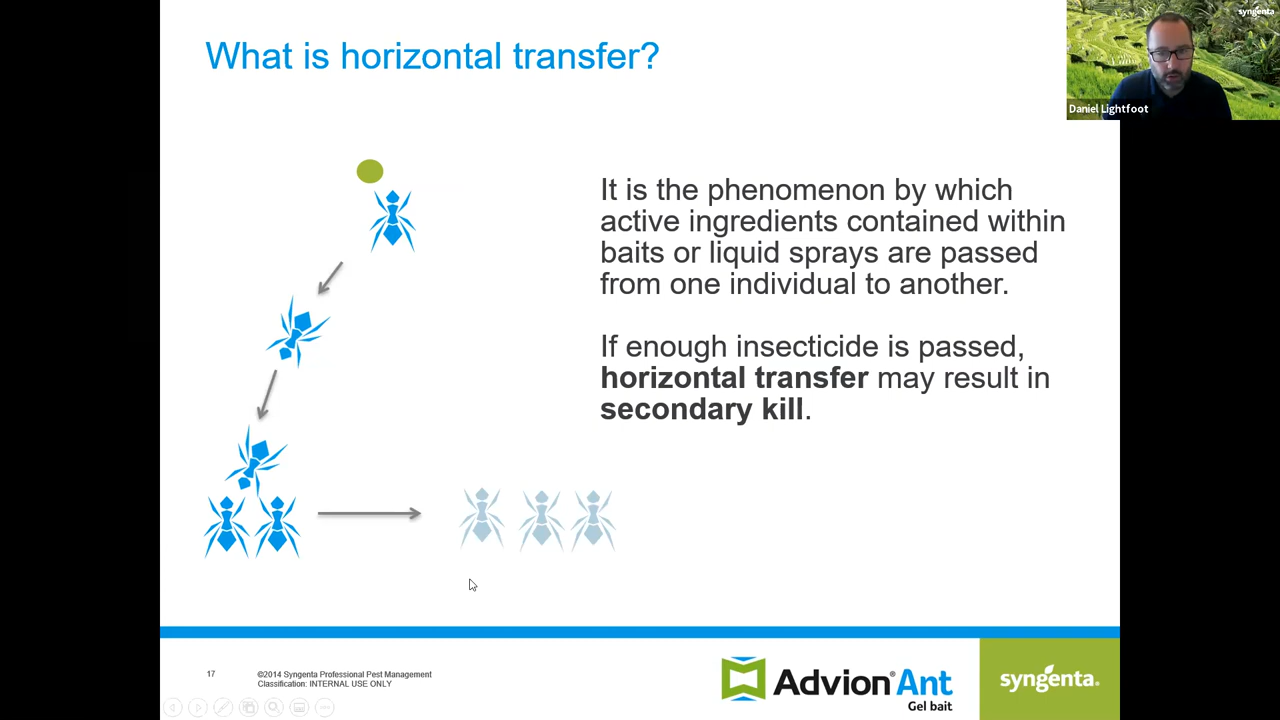 What is horizontal transfer?
syngenta
Daniel Lightfoot
It is the phenomenon by which
active ingredients contained within
baits or liquid sprays are passed
from one individual to another.
If enough insecticide is passed,
horizontal transfer may result in
secondary kill.
17
©2014 Syngenta Professional Pest Management
Classification: INTERNAL USE ONLY
Advion® Ant
Gel bait
syngenta®